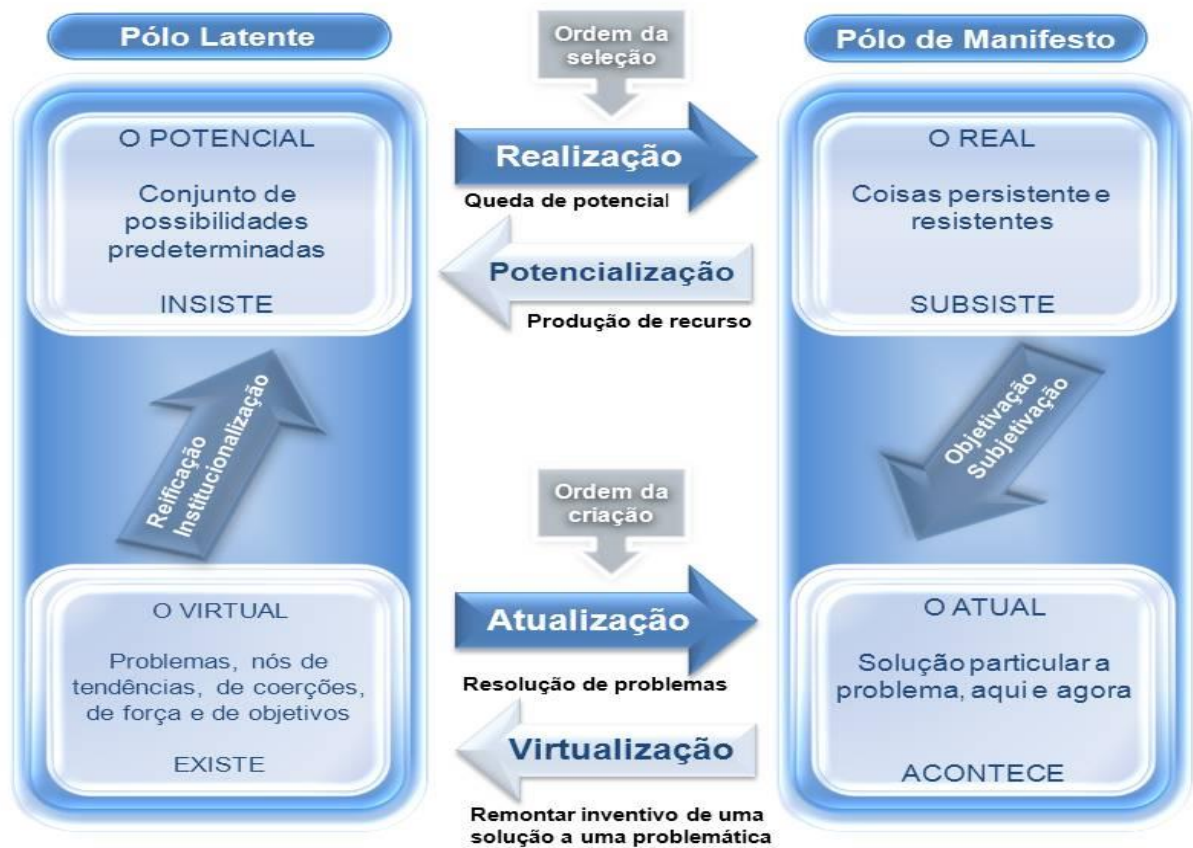 Pólo Latente
O POTENCIAL
Conjunto de
possibilidades
predeterminadas
INSISTE
Reificação
Institucionalização
O VIRTUAL
Problemas, nós de
tendências, de coerções,
de força e de objetivos
EXISTE
Ordem da
seleção
Realização
Queda de potencial
Potencialização
Produção de recurso
Ordem da
criação
Atualização
Resolução de problemas
Virtualização
Remontar inventivo de uma
solução a uma problemática
Pólo de Manifesto
O REAL
Coisas persistente e
resistentes
SUBSISTE
Objetivação
Subjetivação
O ATUAL
Solução particular a
problema, aqui e agora
ACONTECE